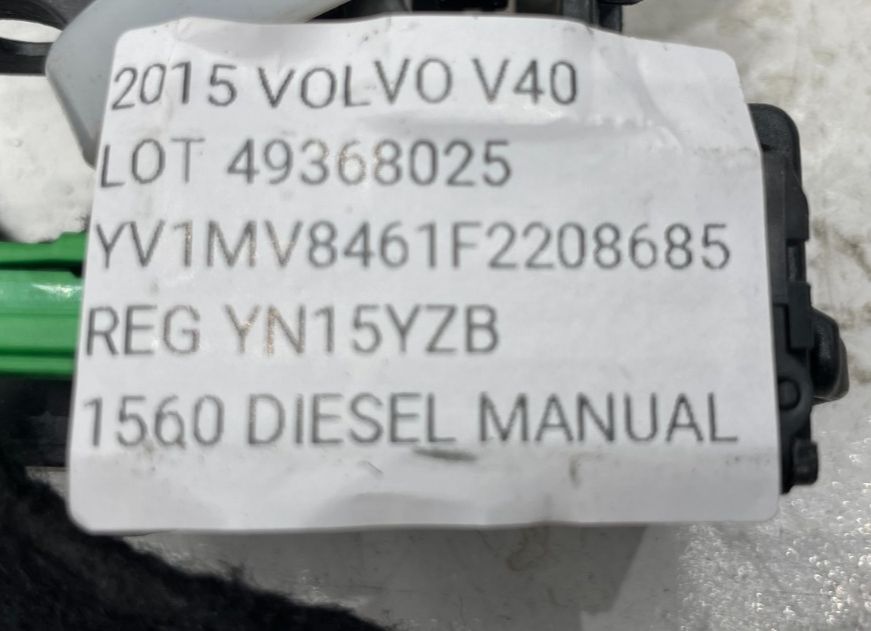 2015 VOLVO V40
LOT 49368025
YV1MV8461F2208685
REG YN15YZB
1560 DIESEL MANUAL